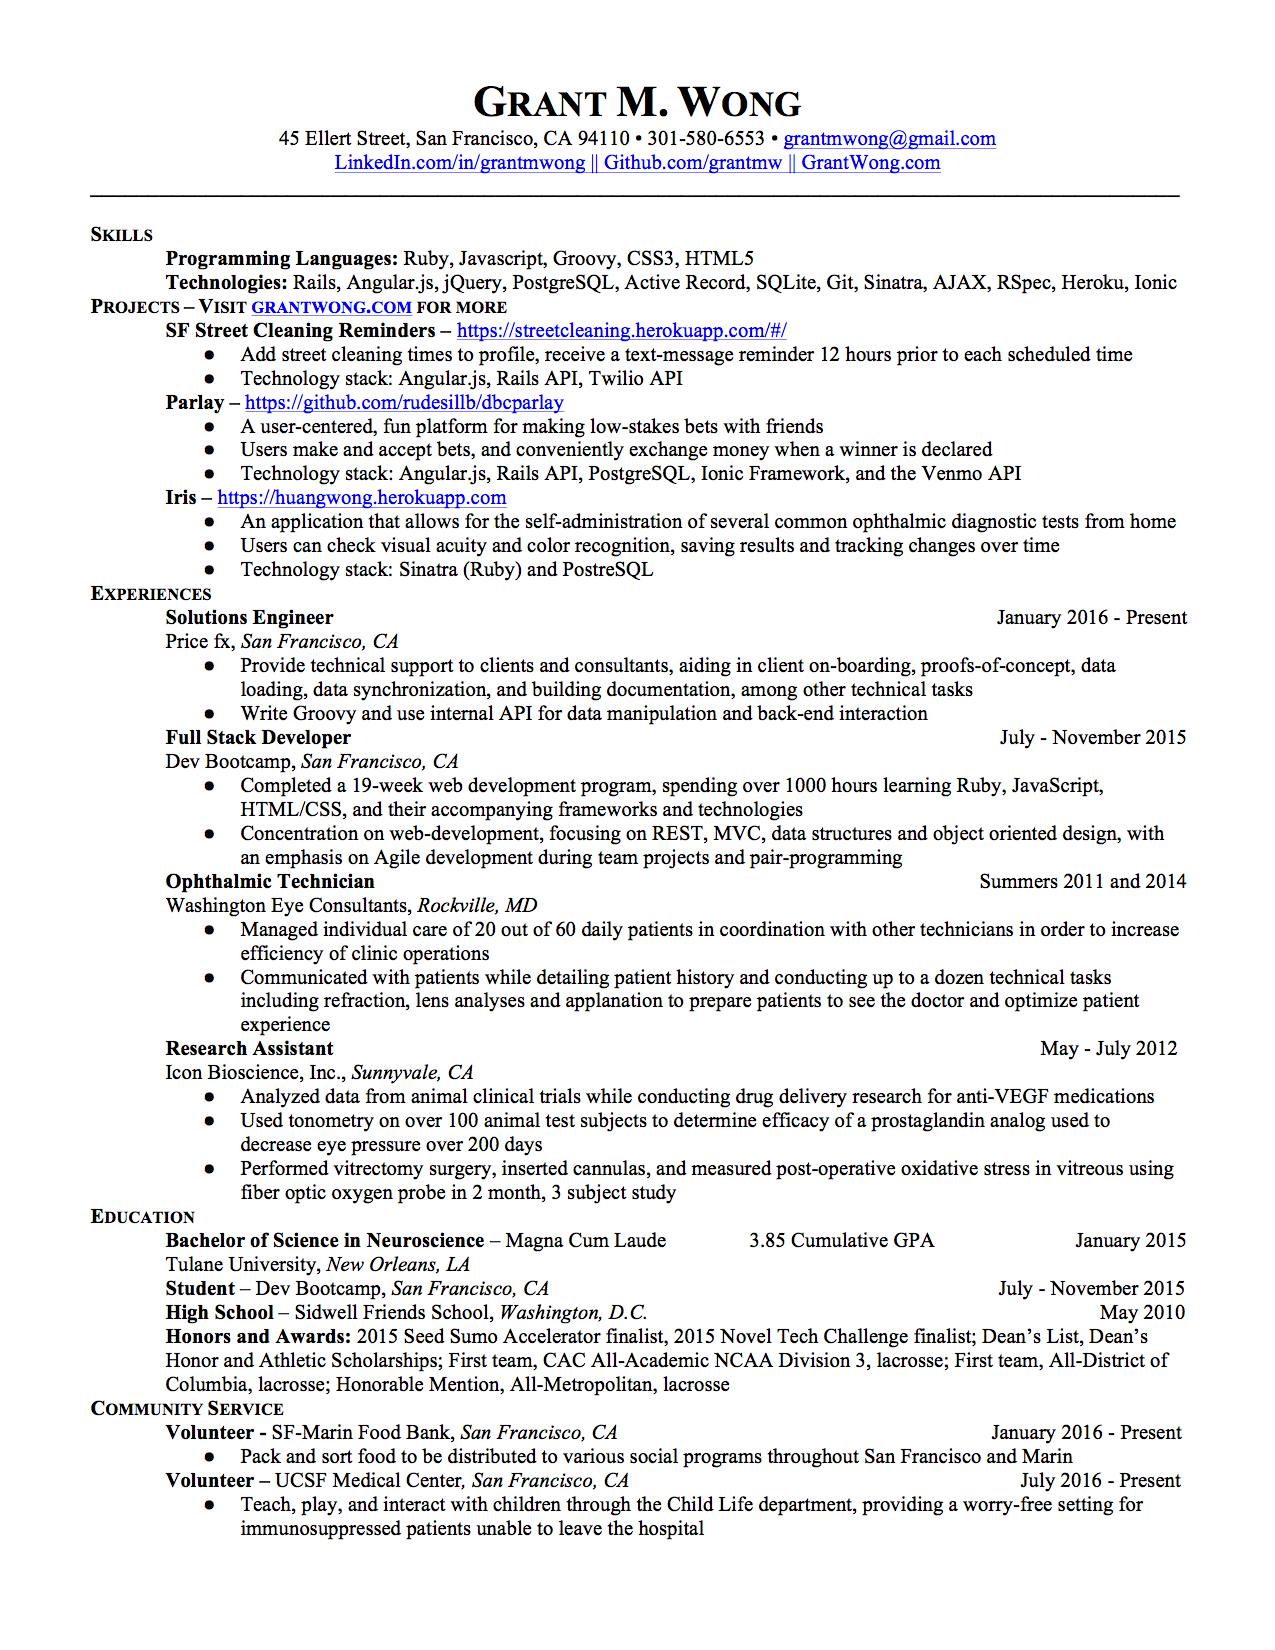 GRANT M. WONG
45 Ellert Street, San Francisco, CA 94110 • 301-580-6553 • grantmwong@gmail.com
LinkedIn.com/in/grantmwong || Github.com/grantmw || GrantWong.com
SKILLS
Programming Languages: Ruby, Javascript, Groovy, CSS3, HTML5
Technologies: Rails, Angular.js, jQuery, PostgreSQL, Active Record, SQLite, Git, Sinatra, AJAX, RSpec, Heroku, Ionic
PROJECTS – VISIT GRANTWONG.COM FOR MORE
SF Street Cleaning Reminders – https://streetcleaning.herokuapp.com/#/
● Add street cleaning times to profile, receive a text-message reminder 12 hours prior to each scheduled time
● Technology stack: Angular.js, Rails API, Twilio API
Parlay – https://github.com/rudesillb/dbcparlay
● A user-centered, fun platform for making low-stakes bets with friends
● Users make and accept bets, and conveniently exchange money when a winner is declared
● Technology stack: Angular.js, Rails API, PostgreSQL, Ionic Framework, and the Venmo API
Iris – https://huangwong.herokuapp.com
● An application that allows for the self-administration of several common ophthalmic diagnostic tests from home
● Users can check visual acuity and color recognition, saving results and tracking changes over time
● Technology stack: Sinatra (Ruby) and PostreSQL
EXPERIENCES
Solutions Engineer January 2016 - Present
Price fx, San Francisco, CA
● Provide technical support to clients and consultants, aiding in client on-boarding, proofs-of-concept, data
loading, data synchronization, and building documentation, among other technical tasks
● Write Groovy and use internal API for data manipulation and back-end interaction
Full Stack Developer July - November 2015
Dev Bootcamp, San Francisco, CA
● Completed a 19-week web development program, spending over 1000 hours learning Ruby, JavaScript,
HTML/CSS, and their accompanying frameworks and technologies
● Concentration on web-development, focusing on REST, MVC, data structures and object oriented design, with
an emphasis on Agile development during team projects and pair-programming
Ophthalmic Technician Summers 2011 and 2014
Washington Eye Consultants, Rockville, MD
● Managed individual care of 20 out of 60 daily patients in coordination with other technicians in order to increase
efficiency of clinic operations
● Communicated with patients while detailing patient history and conducting up to a dozen technical tasks
including refraction, lens analyses and applanation to prepare patients to see the doctor and optimize patient
experience
Research Assistant May - July 2012
Icon Bioscience, Inc., Sunnyvale, CA
● Analyzed data from animal clinical trials while conducting drug delivery research for anti-VEGF medications
● Used tonometry on over 100 animal test subjects to determine efficacy of a prostaglandin analog used to
decrease eye pressure over 200 days
● Performed vitrectomy surgery, inserted cannulas, and measured post-operative oxidative stress in vitreous using
fiber optic oxygen probe in 2 month, 3 subject study
EDUCATION
Bachelor of Science in Neuroscience – Magna Cum Laude 3.85 Cumulative GPA January 2015
Tulane University, New Orleans, LA
Student – Dev Bootcamp, San Francisco, CA July - November 2015
High School – Sidwell Friends School, Washington, D.C. May 2010
Honors and Awards: 2015 Seed Sumo Accelerator finalist, 2015 Novel Tech Challenge finalist; Dean’s List, Dean’s
Honor and Athletic Scholarships; First team, CAC All-Academic NCAA Division 3, lacrosse; First team, All-District of
Columbia, lacrosse; Honorable Mention, All-Metropolitan, lacrosse
COMMUNITY SERVICE
Volunteer - SF-Marin Food Bank, San Francisco, CA January 2016 - Present
● Pack and sort food to be distributed to various social programs throughout San Francisco and Marin
Volunteer – UCSF Medical Center, San Francisco, CA July 2016 - Present
● Teach, play, and interact with children through the Child Life department, providing a worry-free setting for
immunosuppressed patients unable to leave the hospital